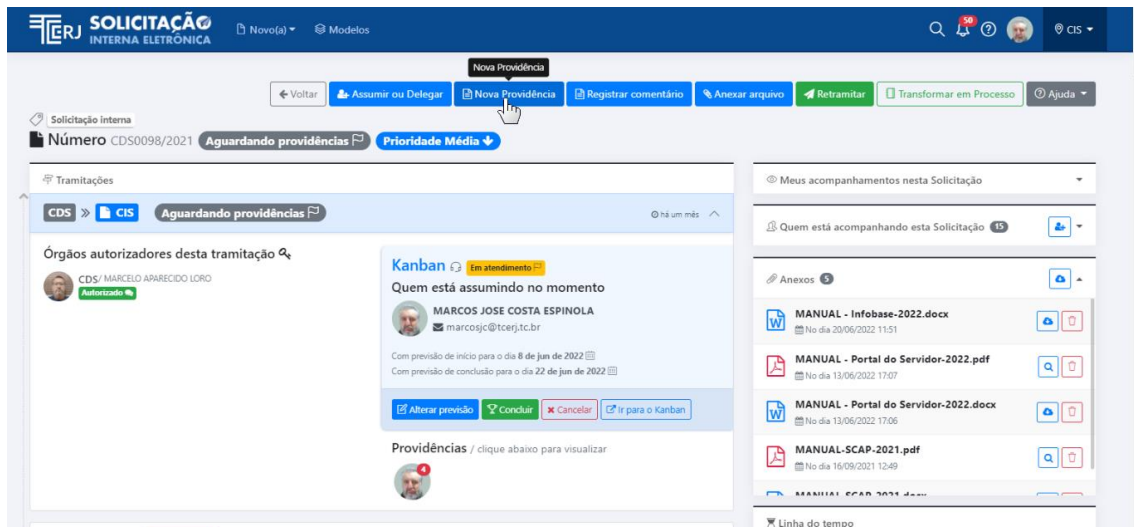 TCERJ SOLICITAÇÃO
INTERNA ELETRÔNICA
Novo(a)
Modelos
50
CIS
Nova Providência
Voltar
Assumir ou Delegar
Nova Providência
Registrar comentário
Anexar arquivo
Retramitar
Transformar em Processo
Ajuda
Solicitação interna
Número CDS0098/2021 Aguardando providências Prioridade Média
Tramitações
CDS » CIS Aguardando providências há um mês
Órgãos autorizadores desta tramitação
CDS/ MARCELO APARECIDO LORO
Autorizado
Kanban Em atendimento
Quem está assumindo no momento
MARCOS JOSE COSTA ESPINOLA
marcosjc@tcerj.tc.br
Com previsão de início para o dia 8 de jun de 2022
Com previsão de conclusão para o dia 22 de jun de 2022
Alterar previsão Concluir Cancelar Ir para o Kanban
Providências / clique abaixo para visualizar
4
Meus acompanhamentos nesta Solicitação
Quem está acompanhando esta Solicitação 15
Anexos 5
MANUAL - Infobase-2022.docx
No dia 20/06/2022 11:51
MANUAL - Portal do Servidor-2022.pdf
No dia 13/06/2022 17:07
MANUAL - Portal do Servidor-2022.docx
No dia 13/06/2022 17:06
MANUAL-SCAP-2021.pdf
No dia 16/09/2021 12:49
MANUAL-SCAP-2021.docx
Linha do tempo